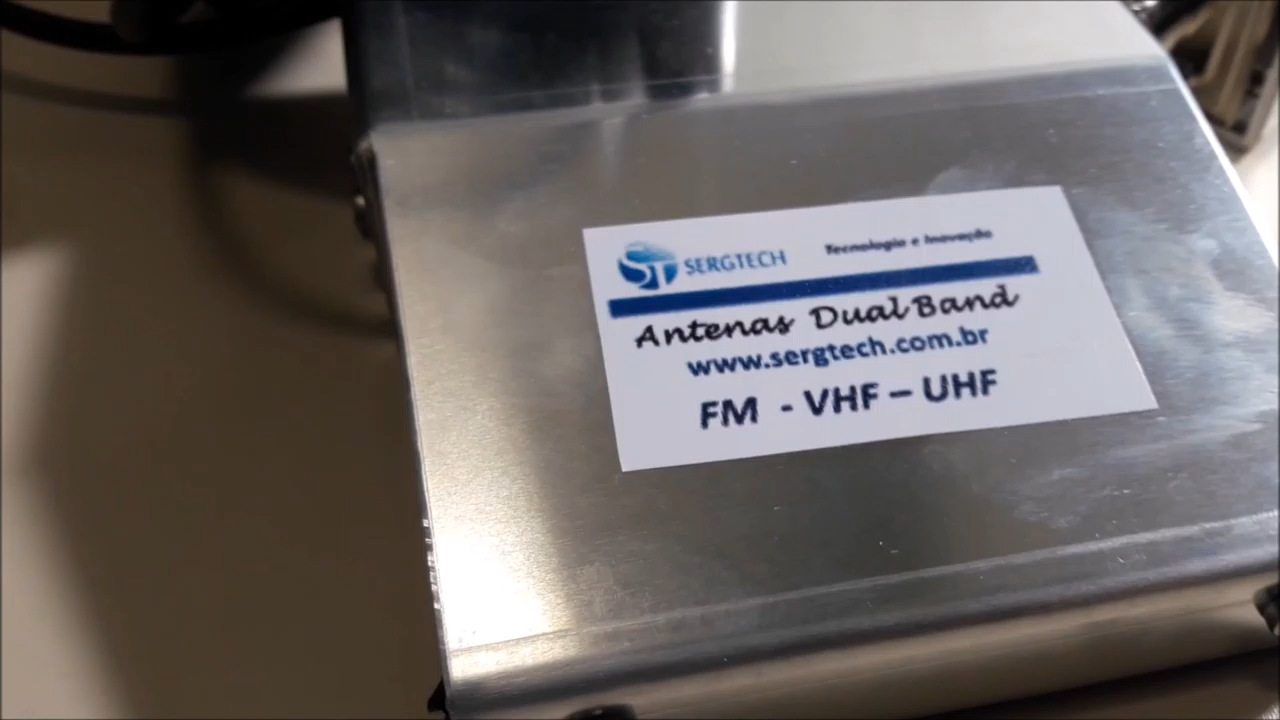 ST SERGTECH Tecnologia e Inovação
Antenas Dual Band
www.sergtech.com.br
FM - VHF – UHF